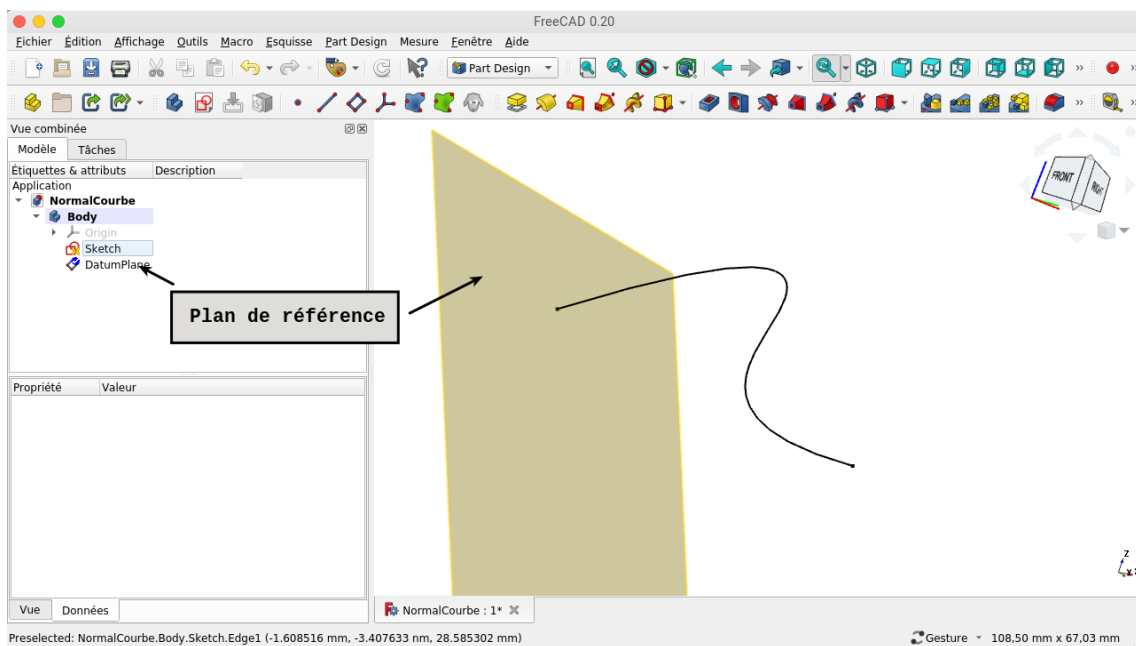 FreeCAD 0.20
Fichier Édition Affichage Outils Macro Esquisse Part Design Mesure Fenêtre Aide
Part Design
Vue combinée
Modèle Tâches
Étiquettes & attributs Description
Application
NormalCourbe
Body
Origin
Sketch
DatumPlane
Plan de référence
FRONT
RIGHT
Propriété Valeur
Z
X
Vue Données
NormalCourbe : 1*
Preselected: NormalCourbe.Body.Sketch.Edge1 (-1.608516 mm, -3.407633 nm, 28.585302 mm)
Gesture 108,50 mm x 67,03 mm